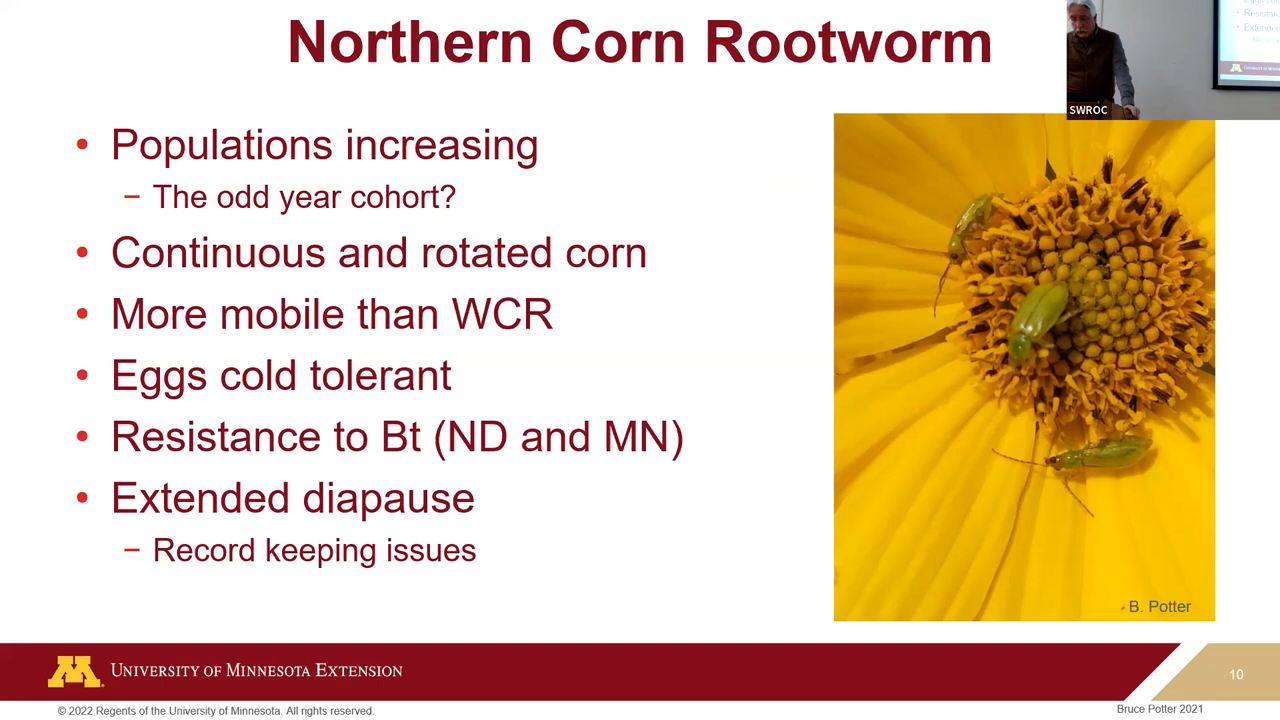 Northern Corn Rootworm
• Populations increasing
− The odd year cohort?
• Continuous and rotated corn
• More mobile than WCR
• Eggs cold tolerant
• Resistance to Bt (ND and MN)
• Extended diapause
− Record keeping issues
SWROC
B. Potter
UNIVERSITY OF MINNESOTA EXTENSION
10
© 2022 Regents of the University of Minnesota. All rights reserved.
Bruce Potter 2021